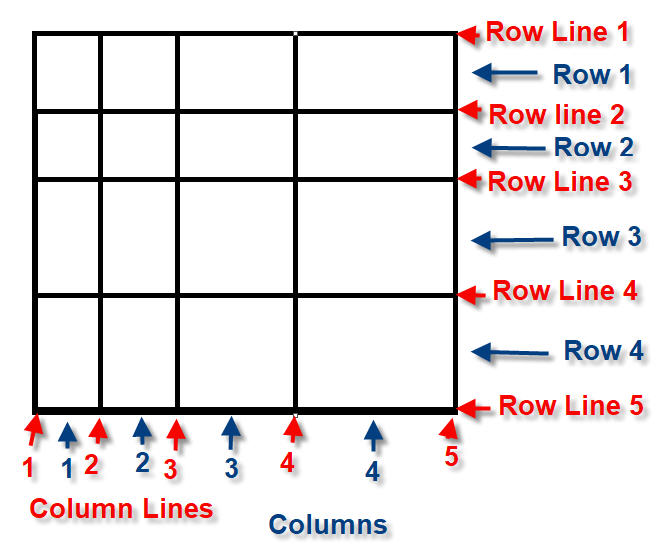 Row Line 1
Row 1
Row line 2
Row 2
Row Line 3
Row 3
Row Line 4
Row 4
Row Line 5
1 1 2 2 3 3 4 4 5
Column Lines
Columns